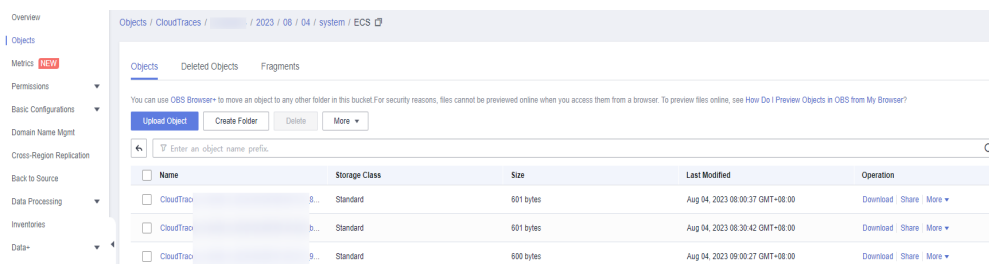 Overview
Objects
Metrics NEW
Permissions
Basic Configurations
Domain Name Mgmt
Cross-Region Replication
Back to Source
Data Processing
Inventories
Data+
Objects / CloudTraces / / 2023 / 08 / 04 / system / ECS
Objects Deleted Objects Fragments
You can use OBS Browser+ to move an object to any other folder in this bucket.For security reasons, files cannot be previewed online when you access them from a browser. To preview files online, see How Do I Preview Objects in OBS from My Browser?
Upload Object Create Folder Delete More
Enter an object name prefix.
Name Storage Class Size Last Modified Operation
CloudTrac 8... Standard 601 bytes Aug 04, 2023 08:00:37 GMT+08:00 Download Share More
CloudTrac b... Standard 601 bytes Aug 04, 2023 08:30:42 GMT+08:00 Download Share More
CloudTrac 9... Standard 600 bytes Aug 04, 2023 09:00:27 GMT+08:00 Download Share More